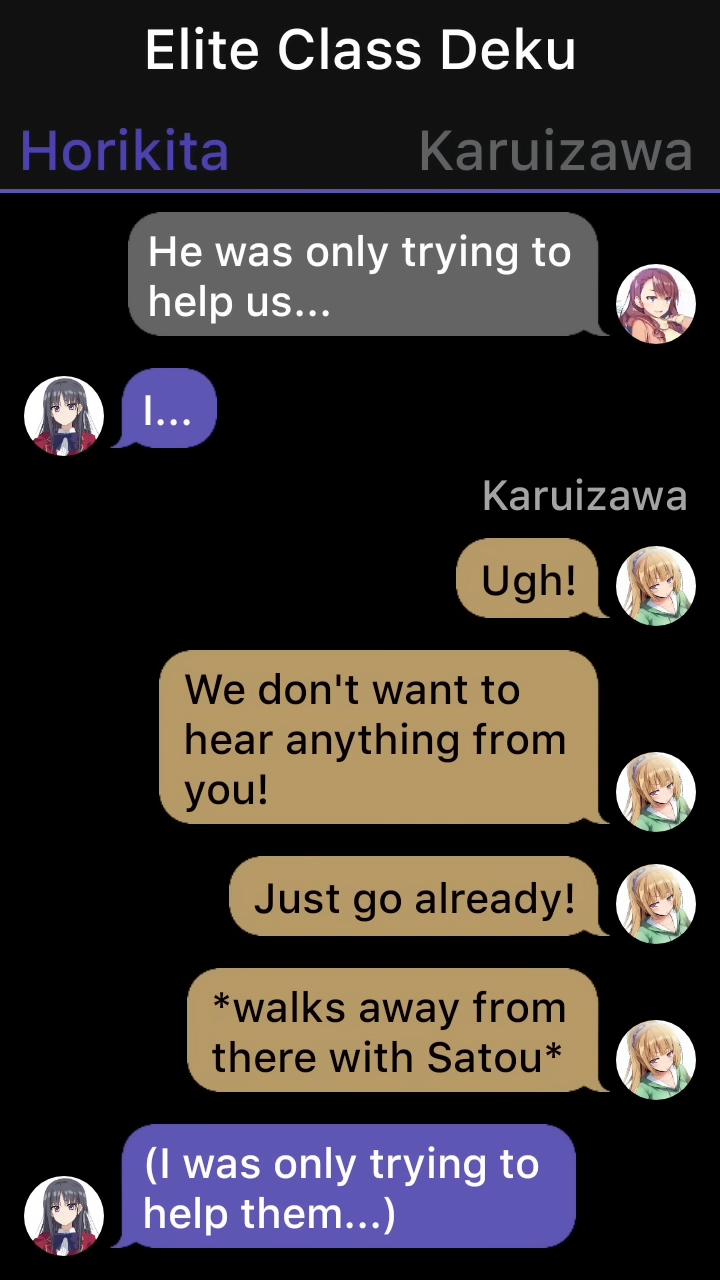 Elite Class Deku
Horikita
Karuizawa
He was only trying to
help us...
I...
Karuizawa
Ugh!
We don't want to
hear anything from
you!
Just go already!
*walks away from
there with Satou*
(I was only trying to
help them...)